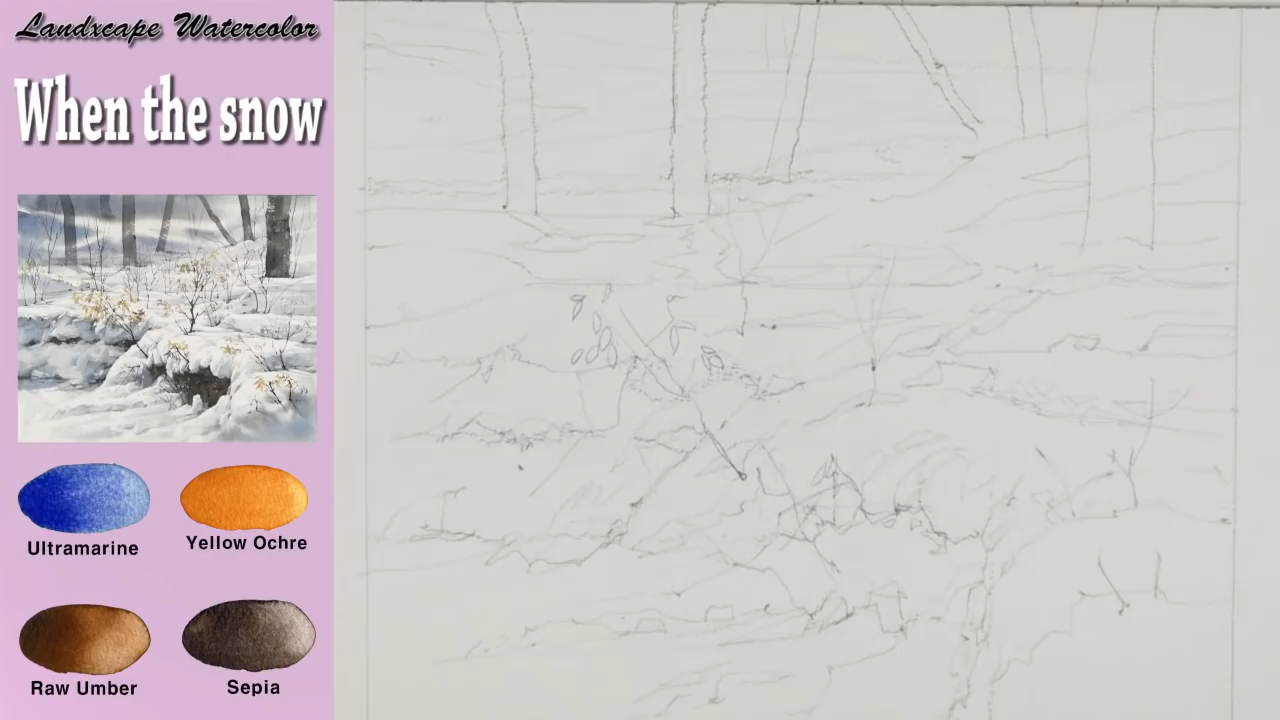 Landxcape Watercolor
When the snow
Ultramarine
Yellow Ochre
Raw Umber
Sepia